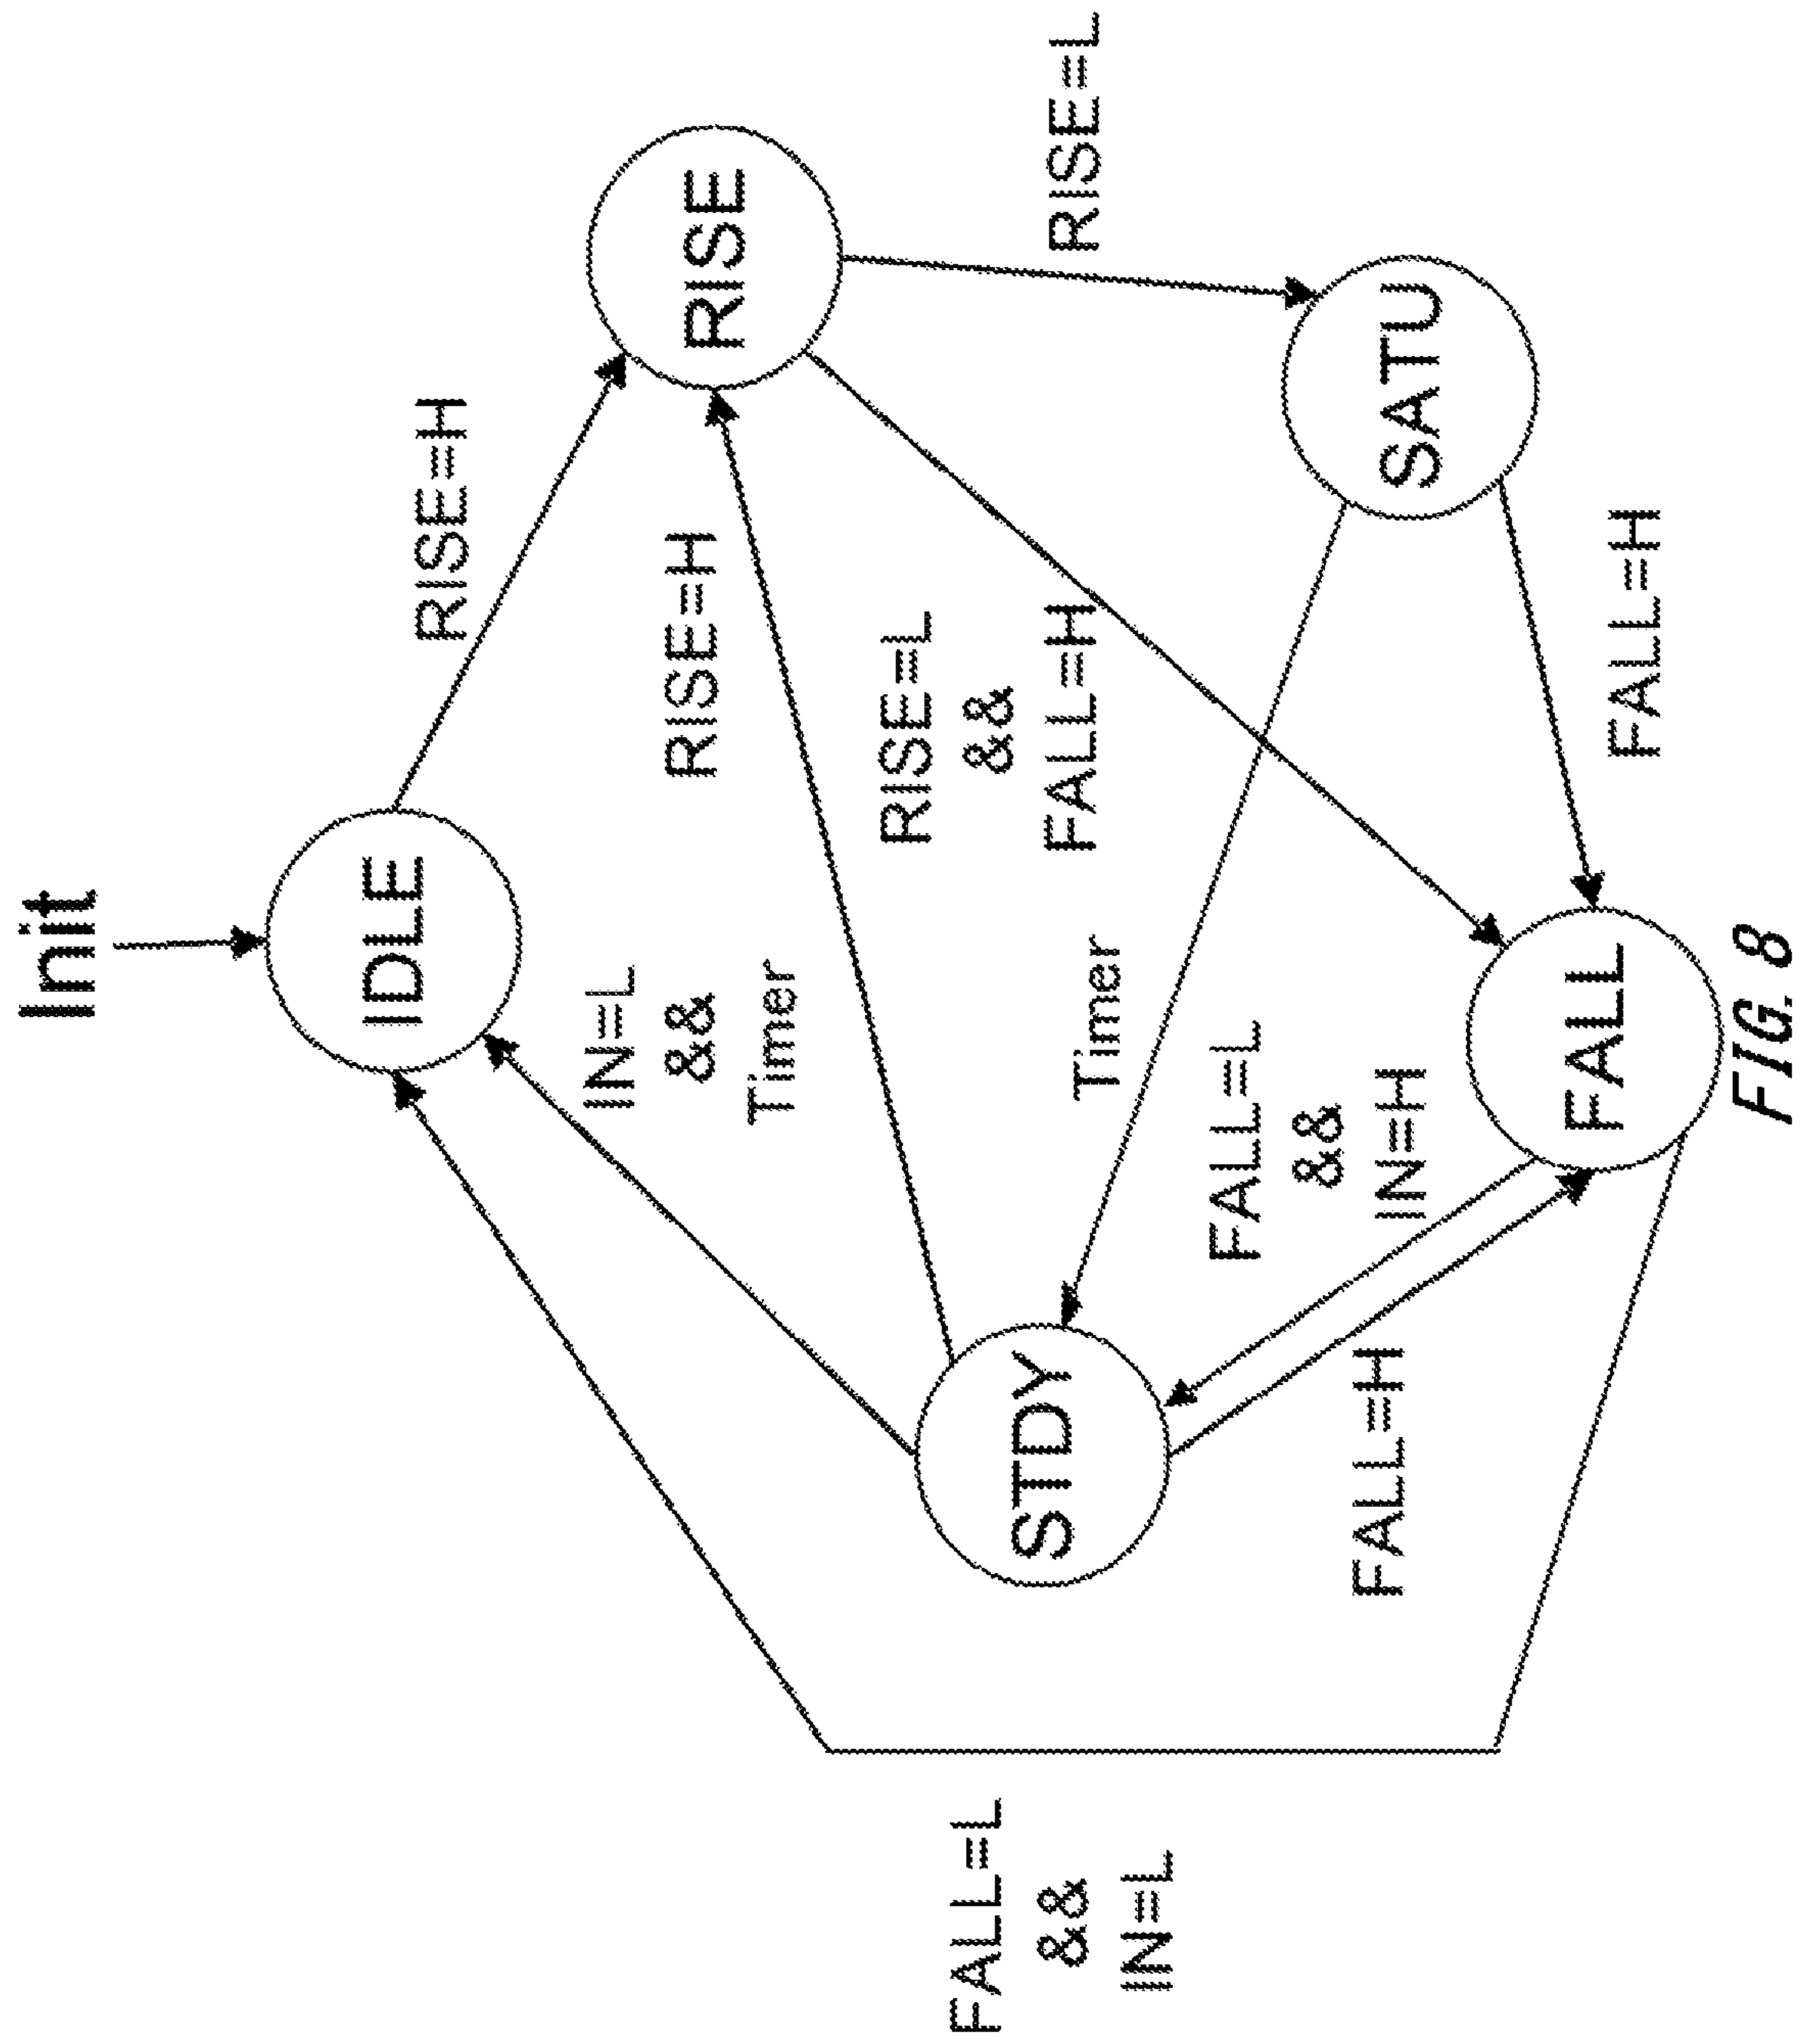 Init
IDLE
RISE=H
RISE
RISE=H
IN=L
&&
Timer
RISE=L
&&
FALL=H
RISE=L
STDY
Timer
SATU
FALL=L
&&
IN=H
FALL=H
FALL=H
FALL
FALL=L
&&
IN=L
FIG. 8